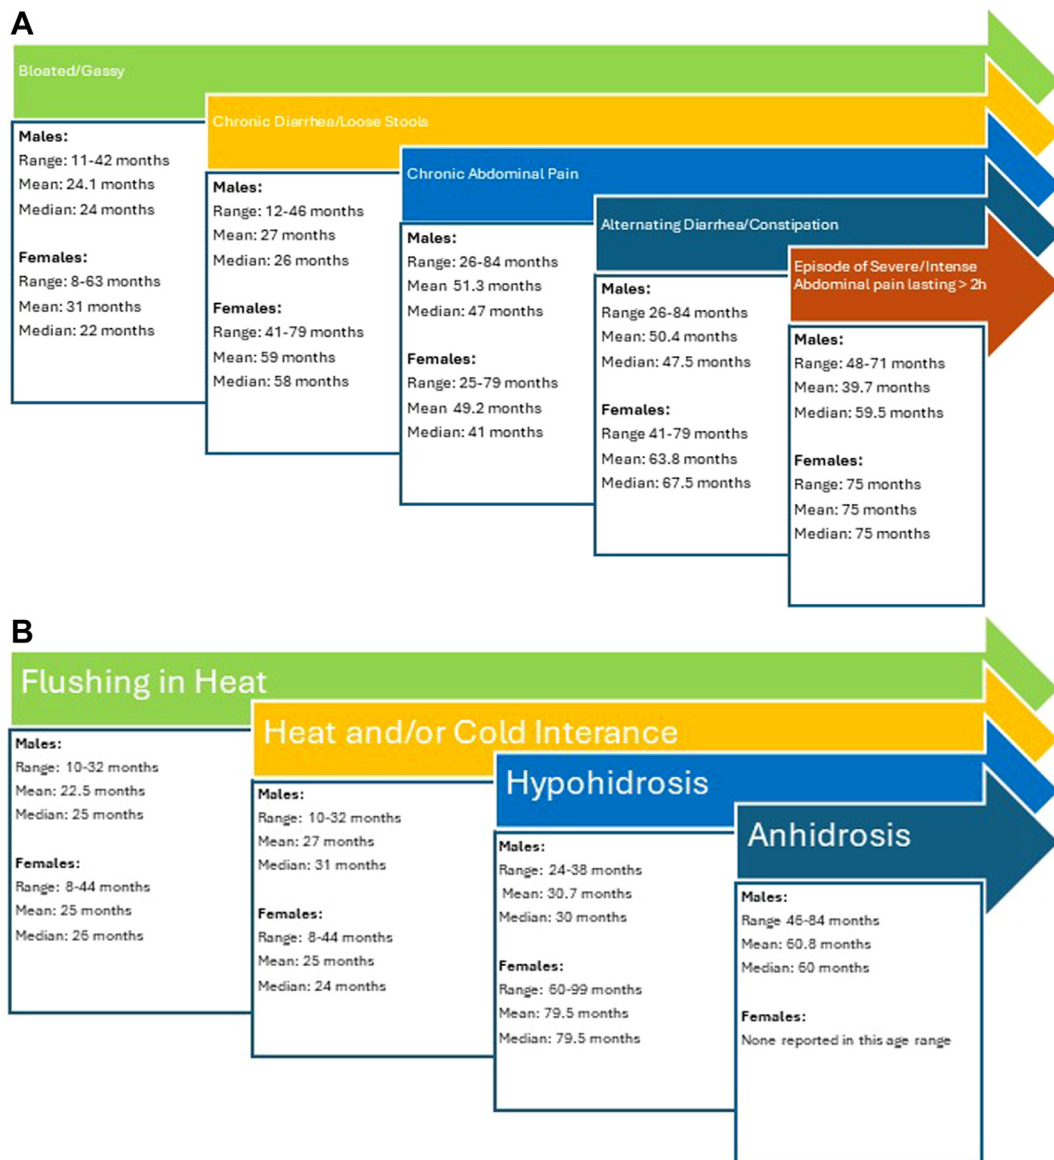 A
Bloated/Gassy
Males:
Range: 11-42 months
Mean: 24.1 months
Median: 24 months
Females:
Range: 8-63 months
Mean: 31 months
Median: 22 months
Chronic Diarrhea/Loose Stools
Males:
Range: 12-46 months
Mean: 27 months
Median: 26 months
Females:
Range: 41-79 months
Mean: 59 months
Median: 58 months
Chronic Abdominal Pain
Males:
Range: 26-84 months
Mean 51.3 months
Median: 47 months
Females:
Range: 25-79 months
Mean 49.2 months
Median: 41 months
Alternating Diarrhea/Constipation
Males:
Range 26-84 months
Mean: 50.4 months
Median: 47.5 months
Females:
Range 41-79 months
Mean: 63.8 months
Median: 67.5 months
Episode of Severe/Intense
Abdominal pain lasting > 2h
Males:
Range: 48-71 months
Mean: 39.7 months
Median: 59.5 months
Females:
Range: 75 months
Mean: 75 months
Median: 75 months
B
Flushing in Heat
Males:
Range: 10-32 months
Mean: 22.5 months
Median: 25 months
Females:
Range: 8-44 months
Mean: 25 months
Median: 26 months
Heat and/or Cold Interance
Males:
Range: 10-32 months
Mean: 27 months
Median: 31 months
Females:
Range: 8-44 months
Mean: 25 months
Median: 24 months
Hypohidrosis
Males:
Range: 24-38 months
Mean: 30.7 months
Median: 30 months
Females:
Range: 60-99 months
Mean: 79.5 months
Median: 79.5 months
Anhidrosis
Males:
Range 46-84 months
Mean: 60.8 months
Median: 60 months
Females:
None reported in this age range